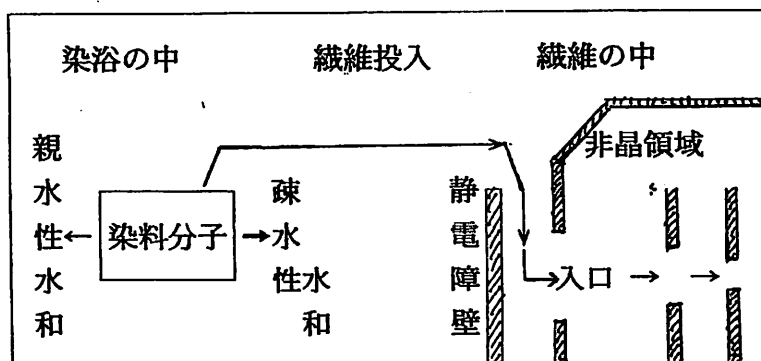 染浴の中
繊維投入
繊維の中
親水性水和
染料分子
疎水性水和
静電障壁
非晶領域
入口